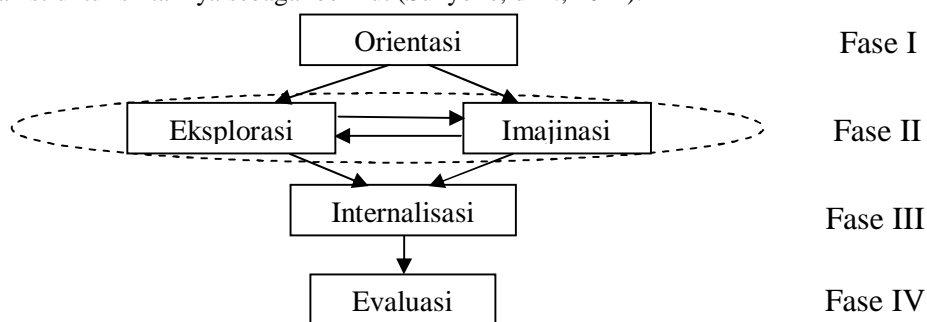 Orientasi Fase I
Eksplorasi Imajinasi Fase II
Internalisasi Fase III
Evaluasi Fase IV